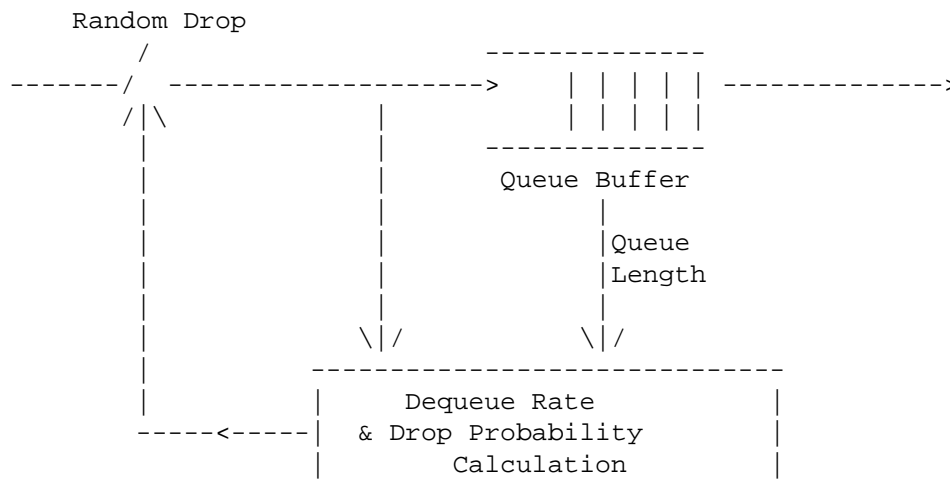 Random Drop
Queue Buffer
Queue
Length
Dequeue Rate
& Drop Probability
Calculation